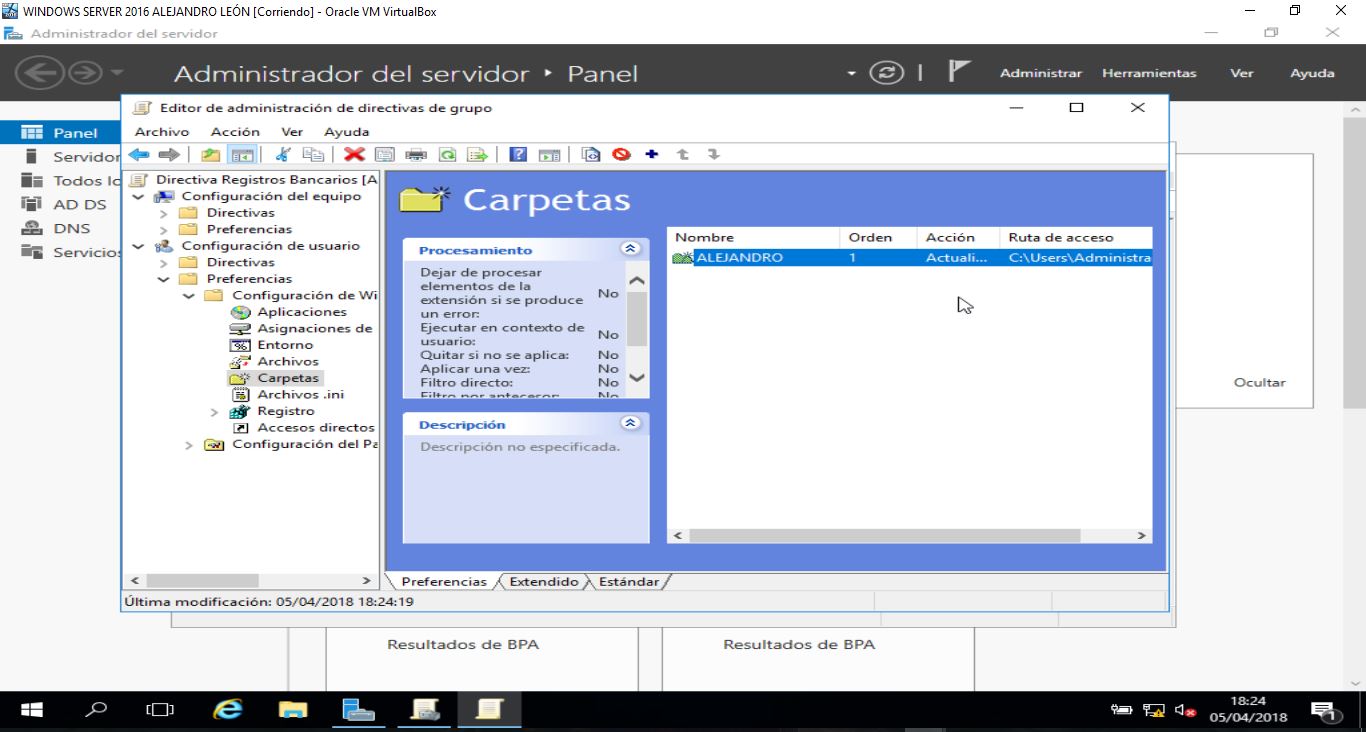 WINDOWS SERVER 2016 ALEJANDRO LEÓN [Corriendo] - Oracle VM VirtualBox
Administrador del servidor
Administrador del servidor ‣ Panel
Administrar Herramientas Ver Ayuda
Panel
Servidor
Todos lo
AD DS
DNS
Servicios
Editor de administración de directivas de grupo
Archivo Acción Ver Ayuda
Directiva Registros Bancarios [A
Configuración del equipo
Directivas
Preferencias
Configuración de usuario
Directivas
Preferencias
Configuración de Wi
Aplicaciones
Asignaciones de
Entorno
Archivos
Carpetas
Archivos .ini
Registro
Accesos directos
Configuración del Pa
Carpetas
Procesamiento
Dejar de procesar
elementos de la
extensión si se produce No
un error:
Ejecutar en contexto de
usuario: No
Quitar si no se aplica: No
Aplicar una vez: No
Filtro directo: No
Filtro por antecesor: No
Descripción
Descripción no especificada.
Nombre Orden Acción Ruta de acceso
ALEJANDRO 1 Actuali... C:\Users\Administra
Preferencias Extendido Estándar
Última modificación: 05/04/2018 18:24:19
Ocultar
Resultados de BPA
Resultados de BPA
18:24
05/04/2018
1